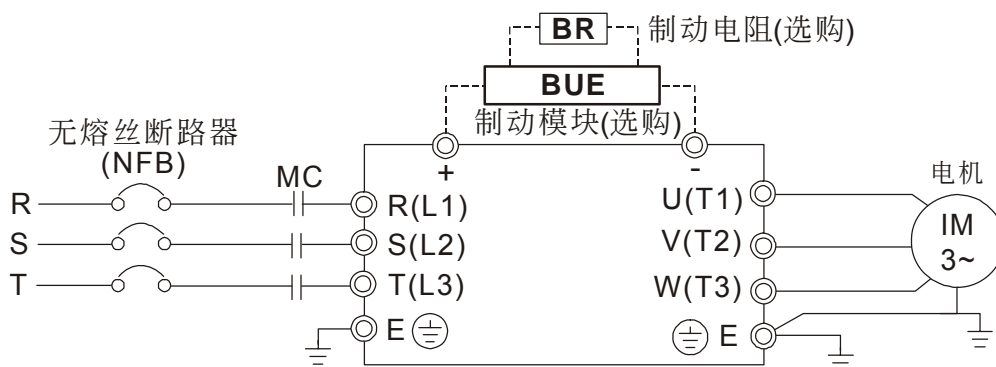 BR 制动电阻(选购)
BUE
制动模块(选购)
无熔丝断路器
(NFB)
MC
+ -
电机
R R(L1) U(T1)
IM
S S(L2) V(T2)
3~
T T(L3) W(T3)
E E